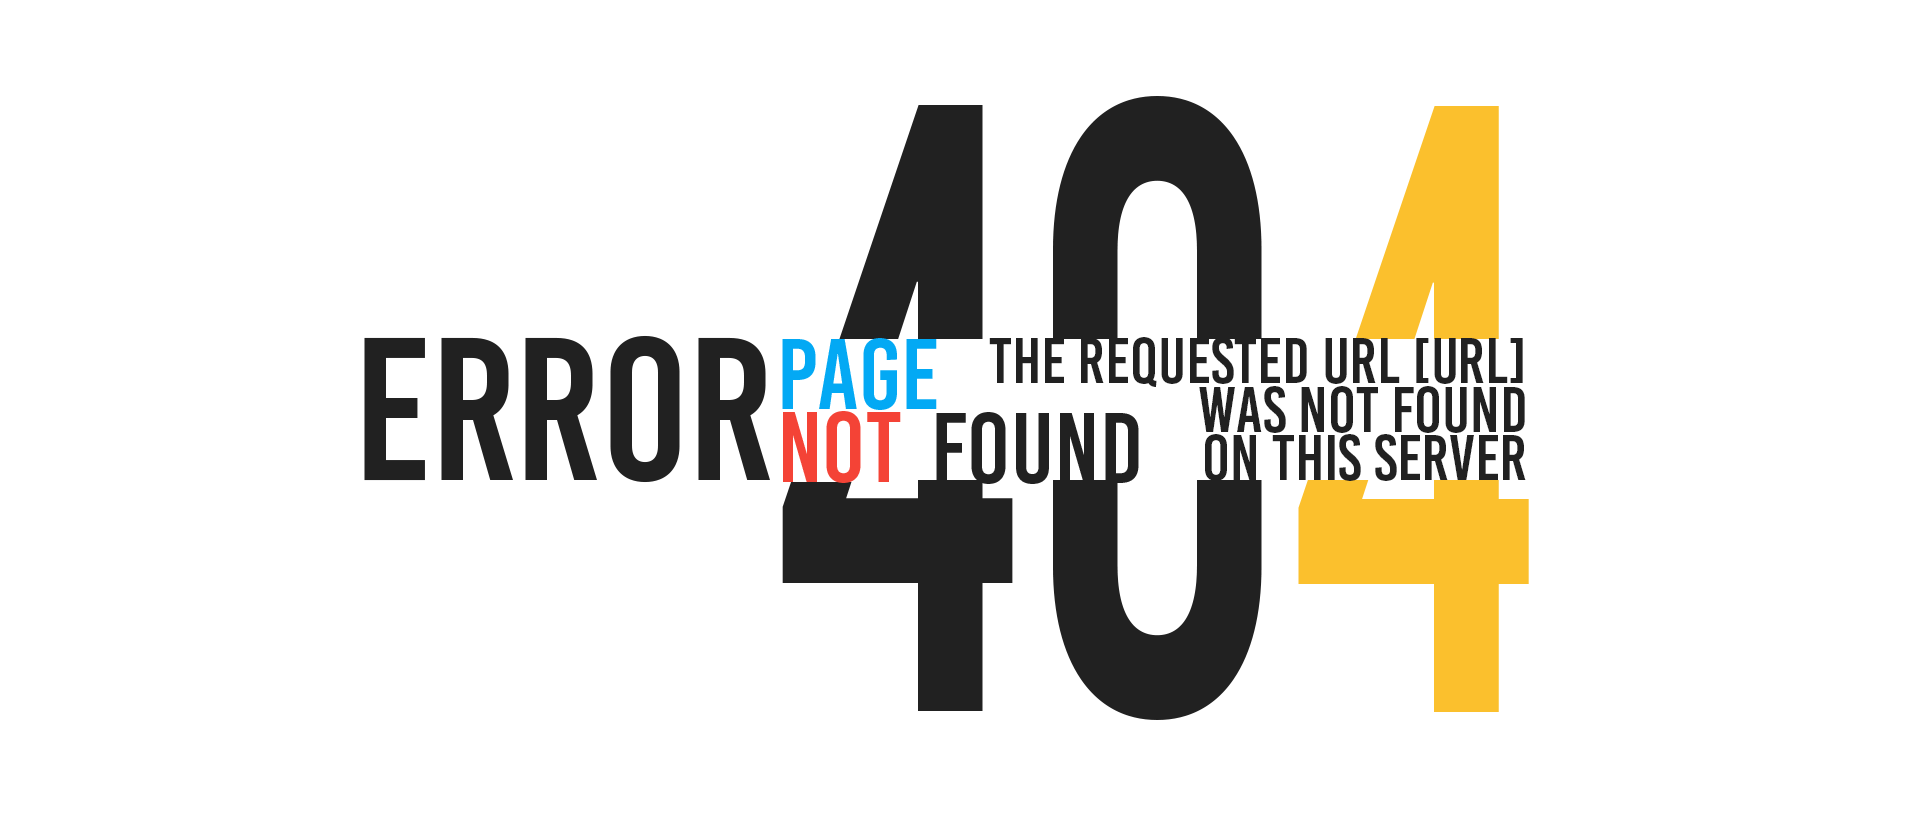 404
ERROR
PAGE
NOT FOUND
THE REQUESTED URL [URL]
WAS NOT FOUND
ON THIS SERVER